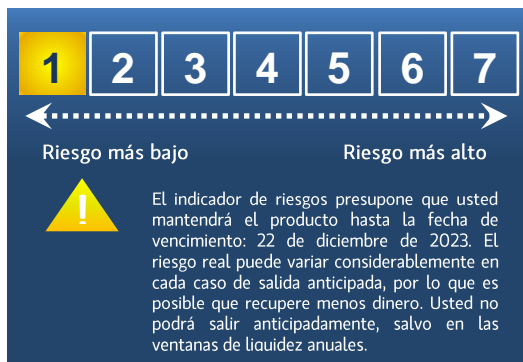 1 2 3 4 5 6 7
Riesgo más bajo Riesgo más alto
!
El indicador de riesgos presupone que usted
mantendrá el producto hasta la fecha de
vencimiento: 22 de diciembre de 2023. El
riesgo real puede variar considerablemente en
cada caso de salida anticipada, por lo que es
posible que recupere menos dinero. Usted no
podrá salir anticipadamente, salvo en las
ventanas de liquidez anuales.